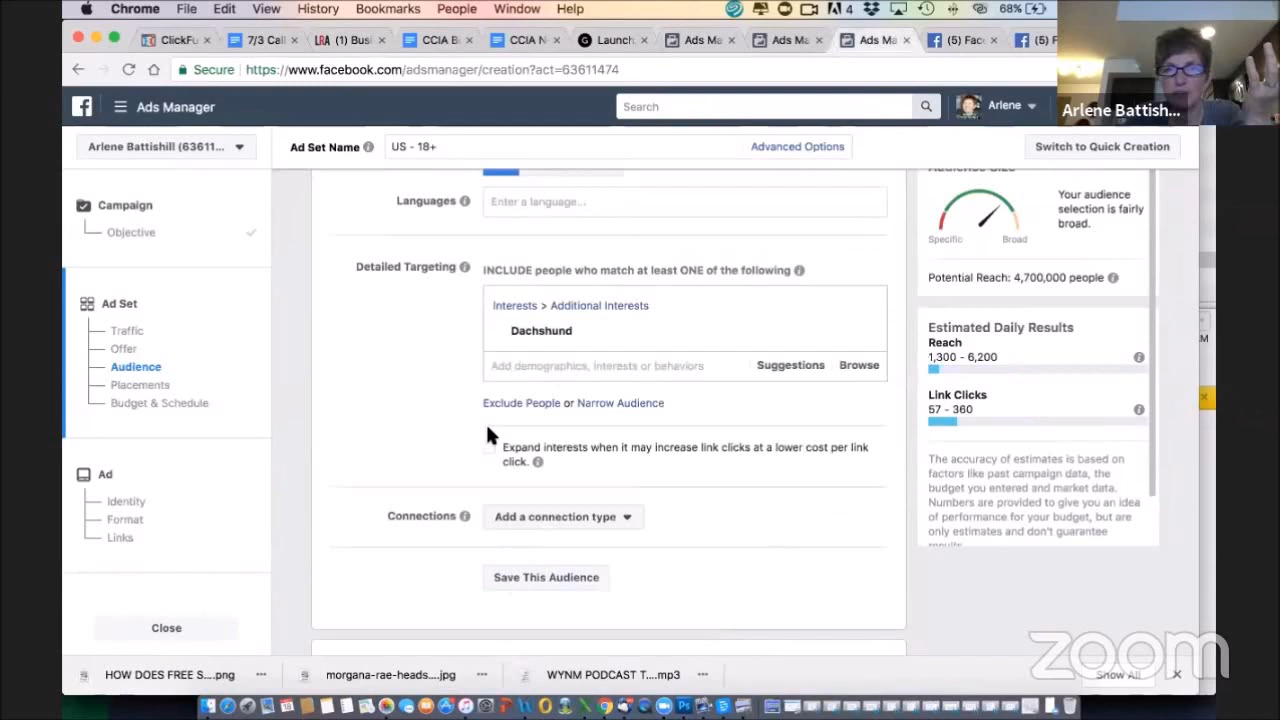 Chrome File Edit View History Bookmarks People Window Help 4 68%
ClickFu
7/3 Call
LRA (1) Busi
CCIA B
CCIA N
Launch
Ads Ma
Ads Ma
Ads Ma
(5) Face
(5) F
Secure https://www.facebook.com/adsmanager/creation?act=63611474
Ads Manager
Search
Arlene
Arlene Battish...
Arlene Battishill (63611...
Ad Set Name US - 18+ Advanced Options
Switch to Quick Creation
Campaign
Objective
Ad Set
Traffic
Offer
Audience
Placements
Budget & Schedule
Ad
Identity
Format
Links
Close
Languages Enter a language...
Detailed Targeting INCLUDE people who match at least ONE of the following
Interests > Additional Interests
Dachshund
Add demographics, interests or behaviors Suggestions Browse
Exclude People or Narrow Audience
Expand interests when it may increase link clicks at a lower cost per link
click.
Connections Add a connection type
Save This Audience
Audience Size
Your audience
selection is fairly
broad.
Specific Broad
Potential Reach: 4,700,000 people
Estimated Daily Results
Reach
1,300 - 6,200
Link Clicks
57 - 360
The accuracy of estimates is based on
factors like past campaign data, the
budget you entered and market data.
Numbers are provided to give you an idea
of performance for your budget, but are
only estimates and don't guarantee
results.
HOW DOES FREE S....png
morgana-rae-heads....jpg
WYNM PODCAST T....mp3
Show All
zoom